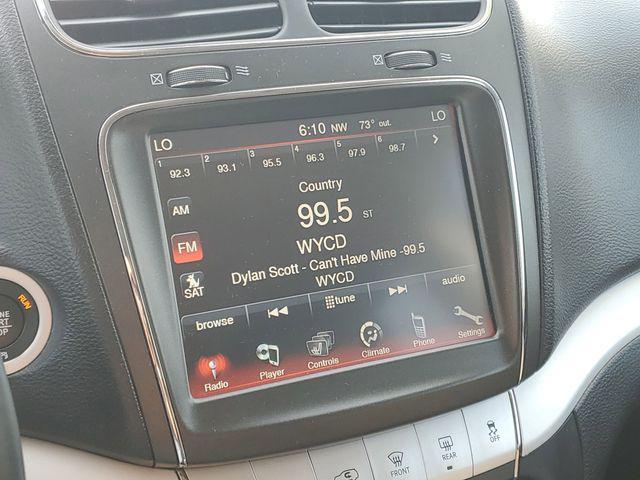 6:10 NW 73° out.
LO LO
1 92.3 2 93.1 3 95.5 4 96.3 5 97.9 6 98.7 >
Country
AM
99.5 ST
FM
WYCD
Dylan Scott - Can't Have Mine -99.5
WYCD
SAT
browse tune audio
Radio Player Controls Climate Phone Settings
RUN
START
STOP
FRONT REAR OFF